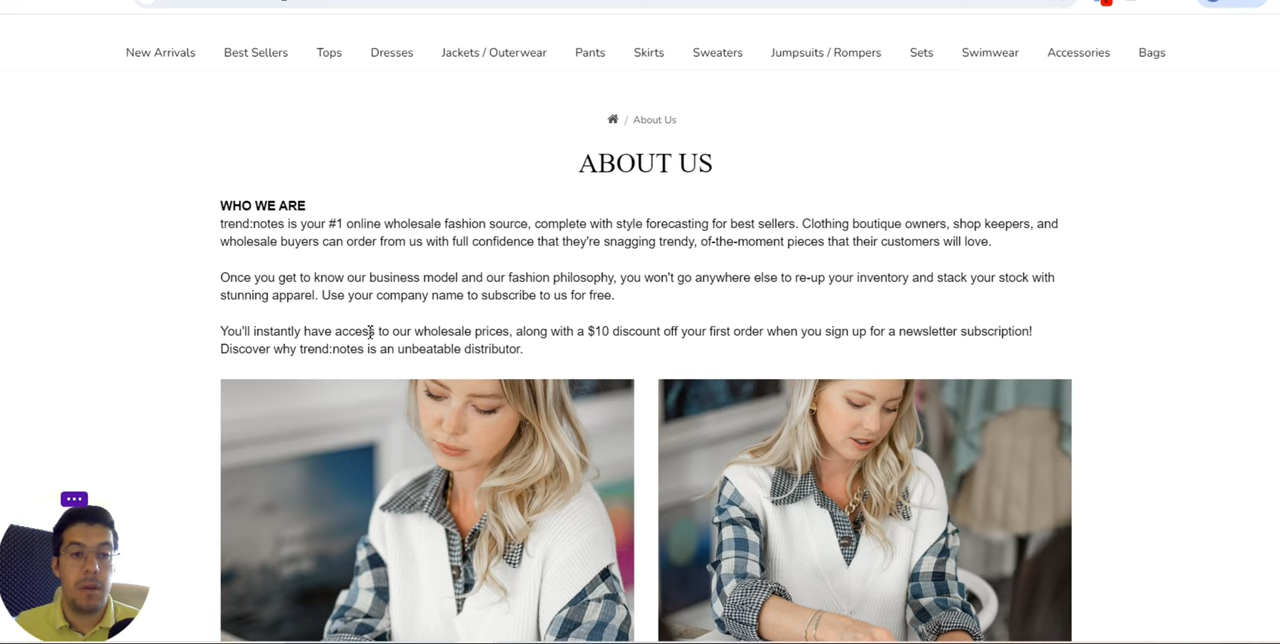 New Arrivals Best Sellers Tops Dresses Jackets / Outerwear Pants Skirts Sweaters Jumpsuits / Rompers Sets Swimwear Accessories Bags
/ About Us
ABOUT US
WHO WE ARE
trend:notes is your #1 online wholesale fashion source, complete with style forecasting for best sellers. Clothing boutique owners, shop keepers, and
wholesale buyers can order from us with full confidence that they're snagging trendy, of-the-moment pieces that their customers will love.
Once you get to know our business model and our fashion philosophy, you won't go anywhere else to re-up your inventory and stack your stock with
stunning apparel. Use your company name to subscribe to us for free.
You'll instantly have access to our wholesale prices, along with a $10 discount off your first order when you sign up for a newsletter subscription!
Discover why trend:notes is an unbeatable distributor.